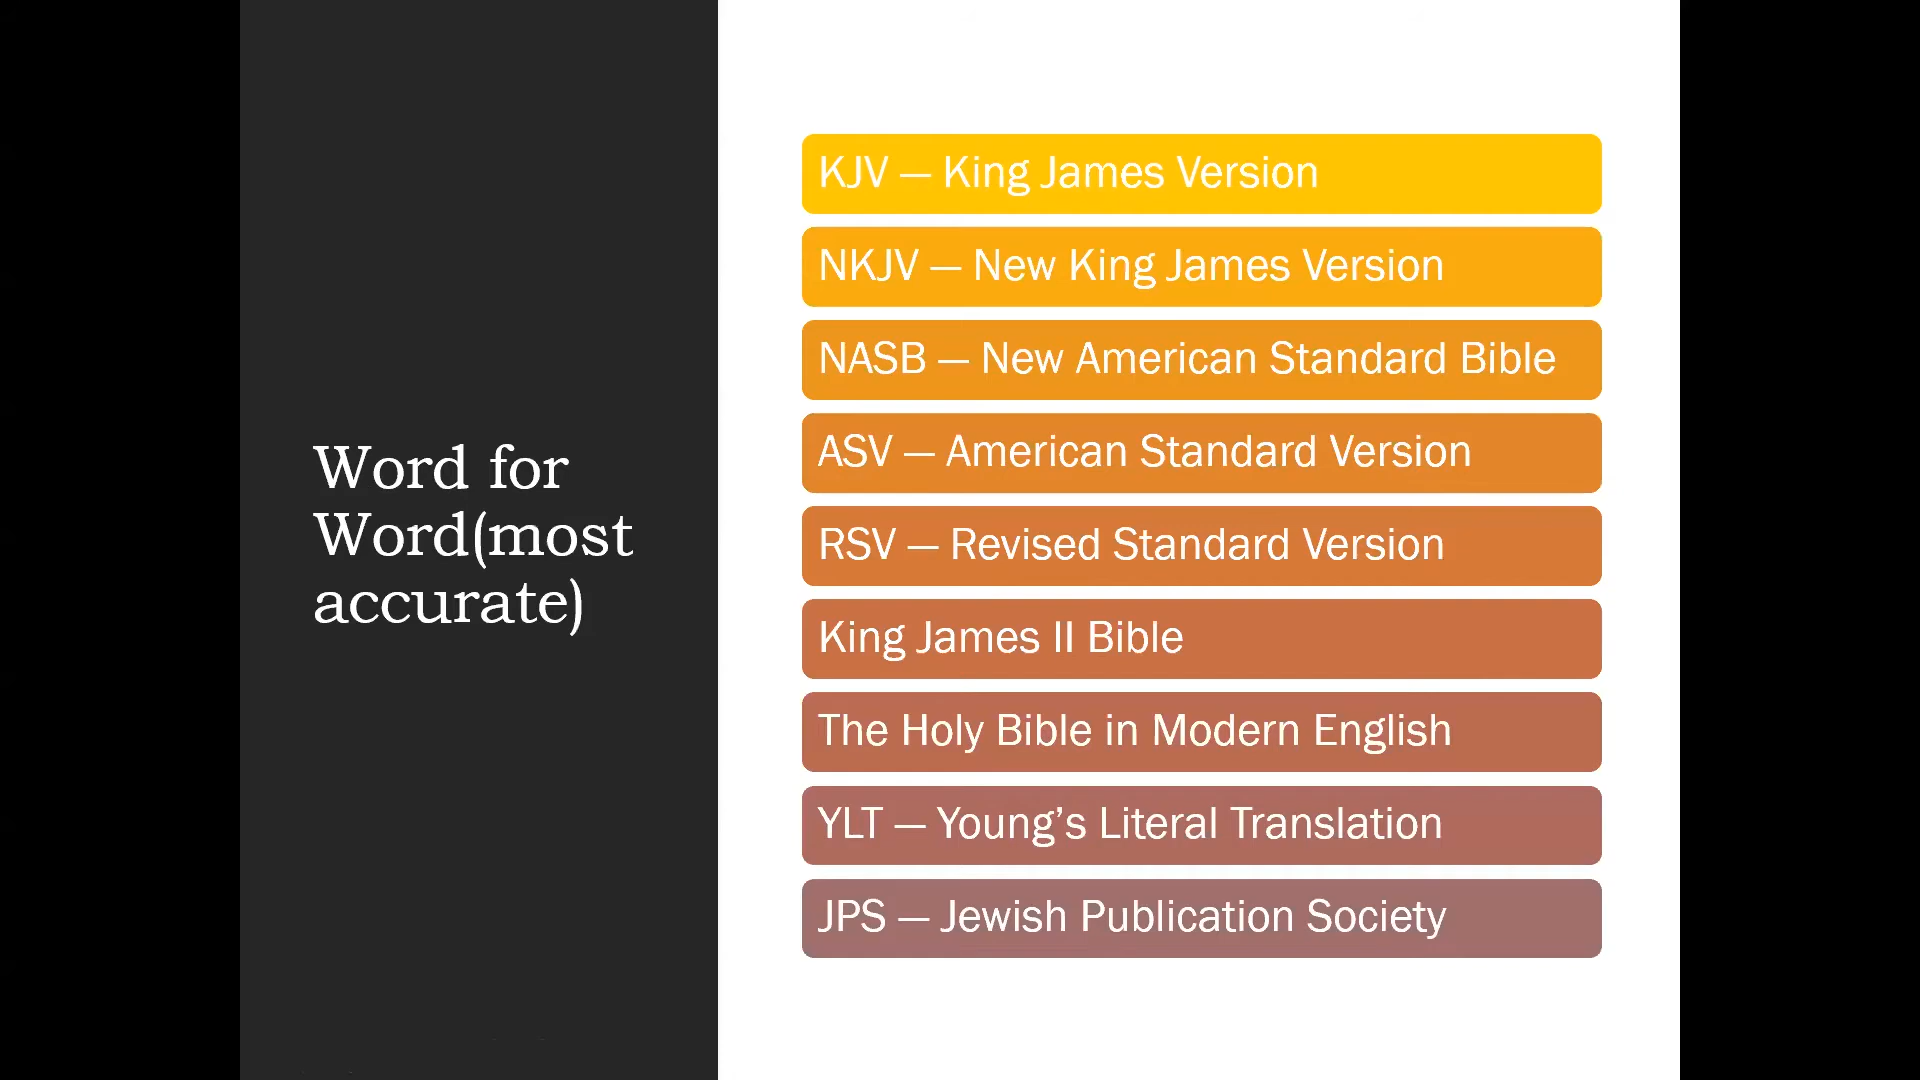 Word for
Word(most
accurate)
KJV — King James Version
NKJV — New King James Version
NASB — New American Standard Bible
ASV — American Standard Version
RSV — Revised Standard Version
King James II Bible
The Holy Bible in Modern English
YLT — Young’s Literal Translation
JPS — Jewish Publication Society